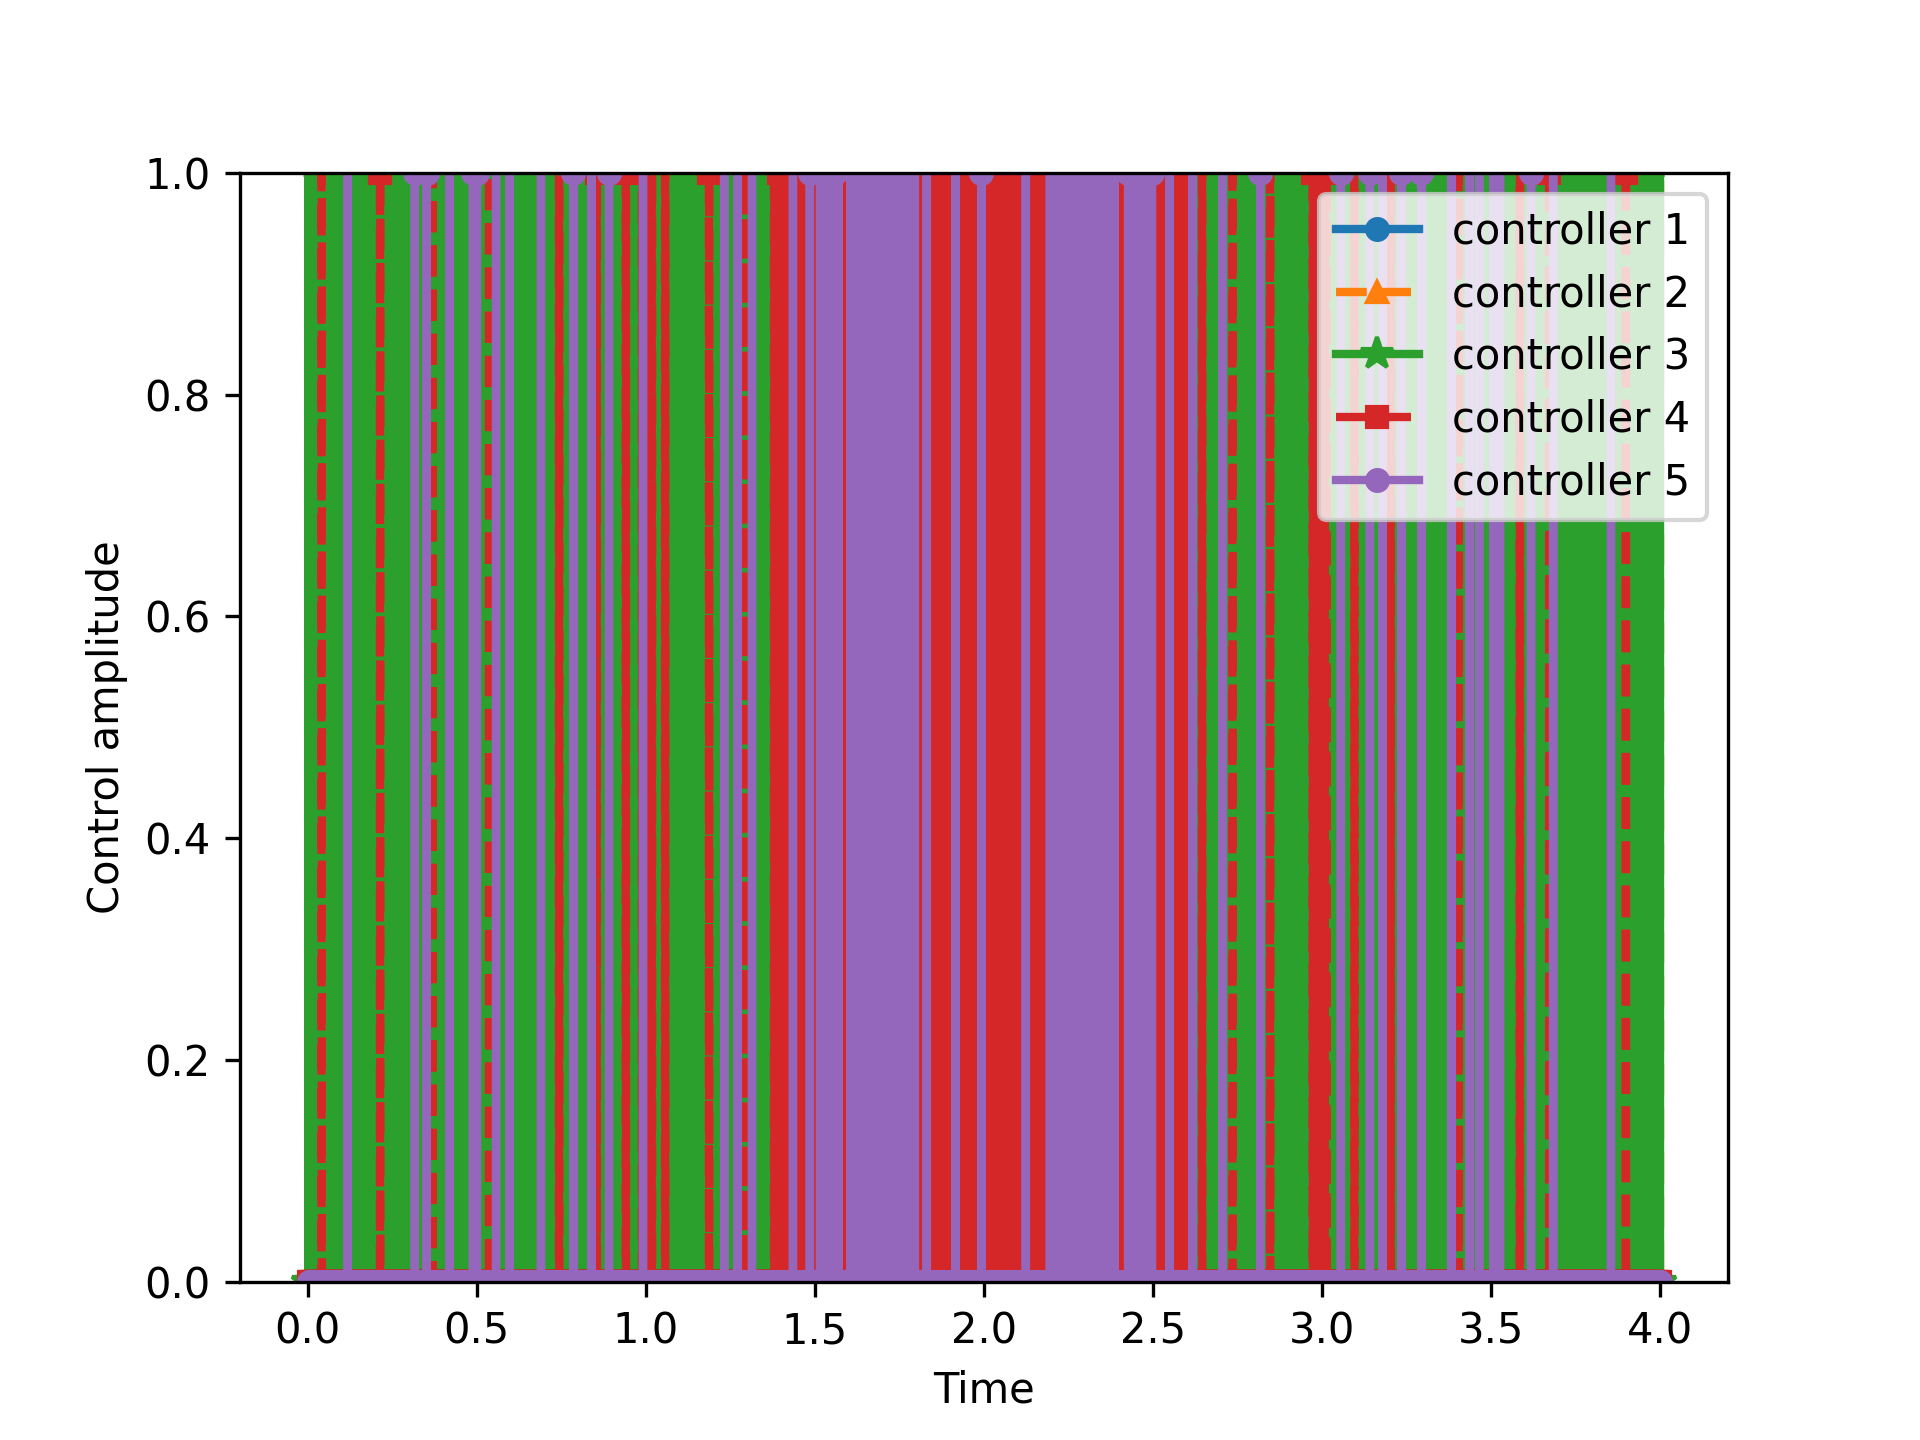 1.0
0.8
0.6
0.4
0.2
0.0
Control amplitude
controller 1
controller 2
controller 3
controller 4
controller 5
0.0 0.5 1.0 1.5 2.0 2.5 3.0 3.5 4.0
Time